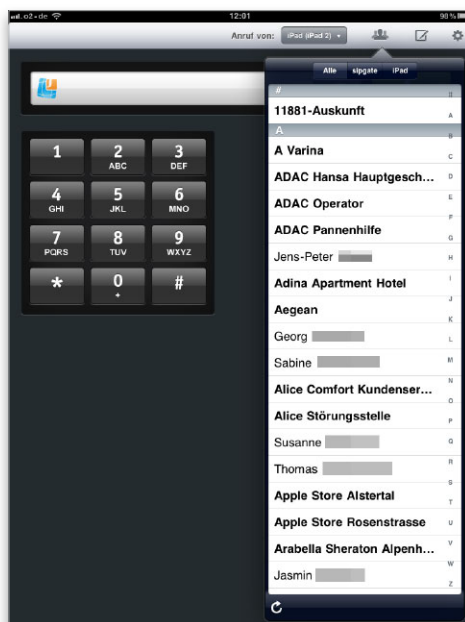 o2-de 12:01 90 %
Anruf von: iPad (iPad 2)
Alle sipgate iPad
1
2 ABC
3 DEF
4 GHI
5 JKL
6 MNO
7 PQRS
8 TUV
9 WXYZ
*
0 +
#
#
11881-Auskunft
A
A Varina
ADAC Hansa Hauptgesch...
ADAC Operator
ADAC Pannenhilfe
Jens-Peter
Adina Apartment Hotel
Aegean
Georg
Sabine
Alice Comfort Kundenser...
Alice Störungsstelle
Susanne
Thomas
Apple Store Alstertal
Apple Store Rosenstrasse
Arabella Sheraton Alpenh...
Jasmin
A
B
C
D
E
F
G
H
I
J
K
L
M
N
O
P
Q
R
S
T
U
V
W
Z